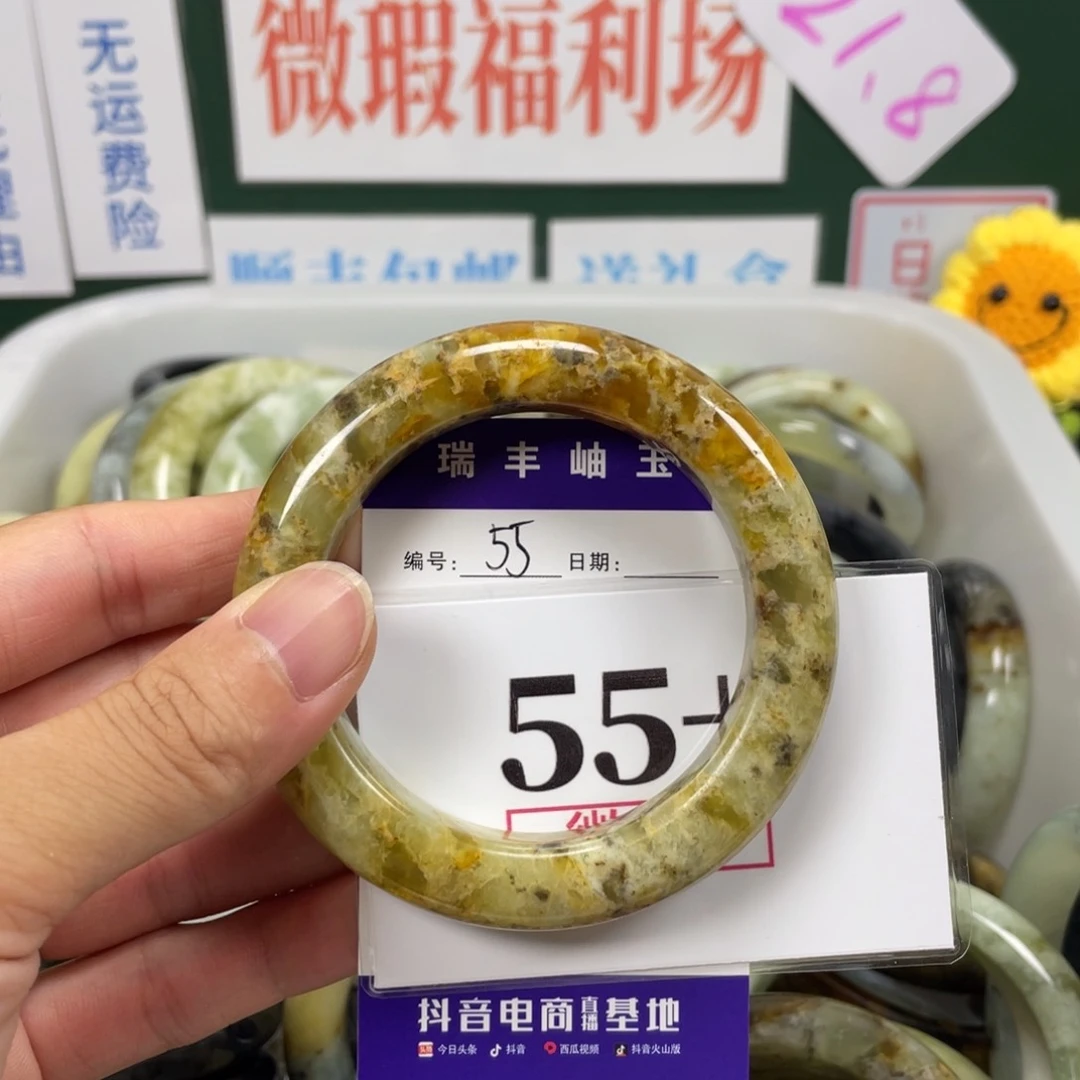 无运费险
微瑕福利场
21.8
瑞丰岫玉
编号: 55 日期:
55+
抖音电商直播基地
今日头条 抖音 西瓜视频 抖音火山版